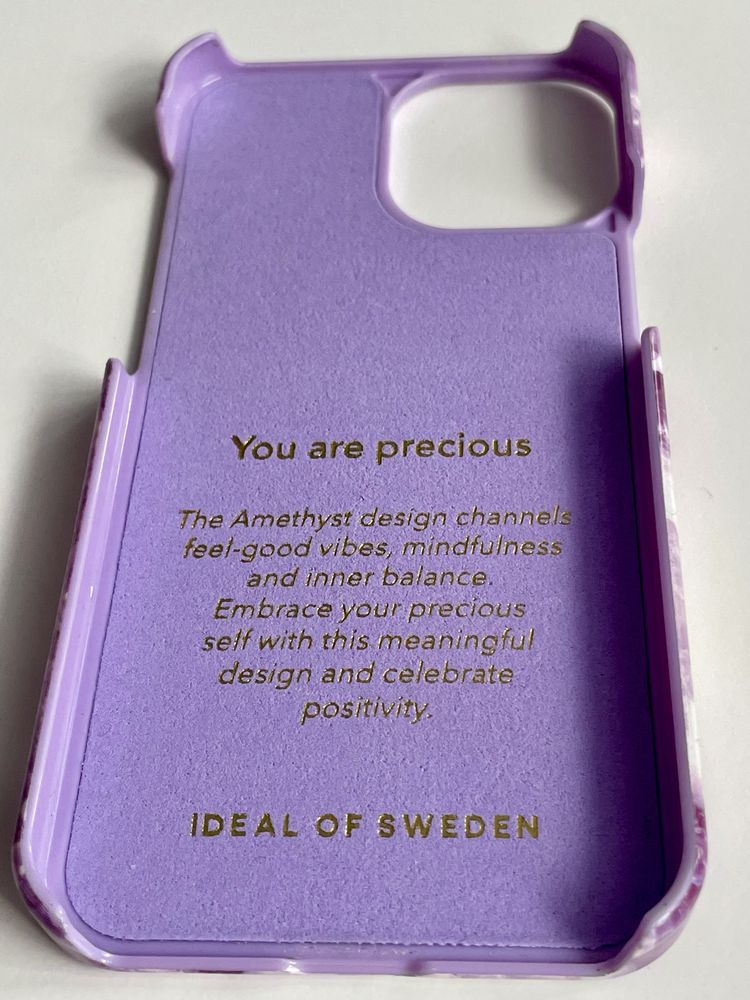 You are precious
The Amethyst design channels
feel-good vibes, mindfulness
and inner balance.
Embrace your precious
self with this meaningful
design and celebrate
positivity.
IDEAL OF SWEDEN